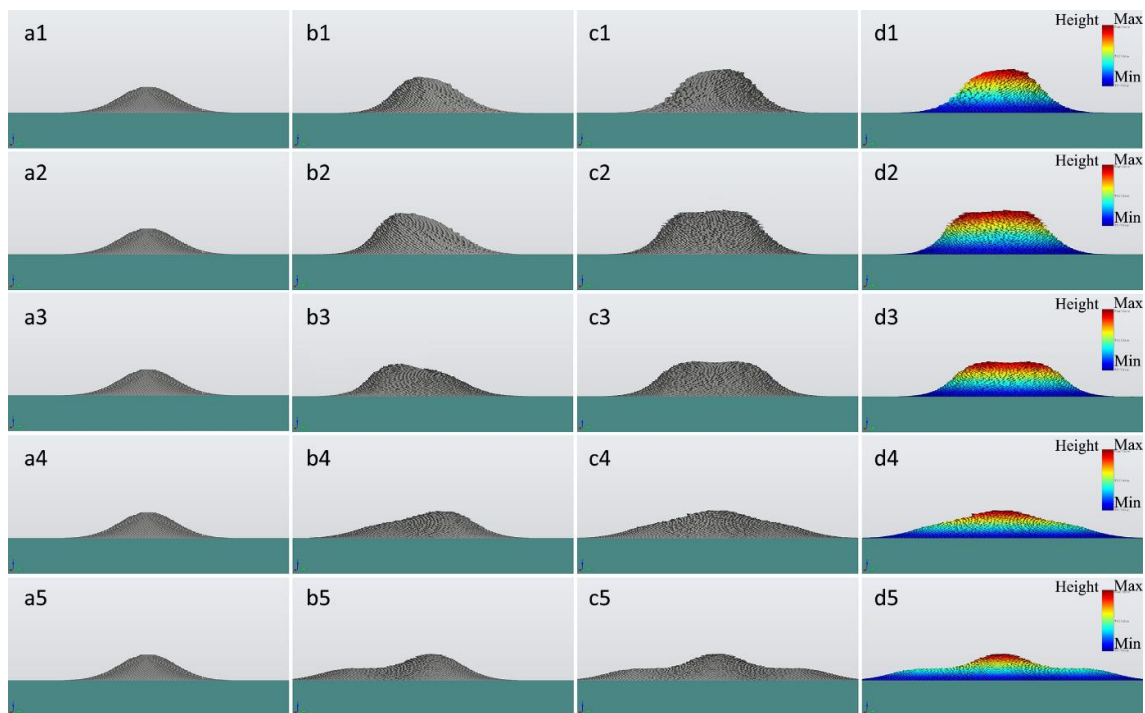 a1 b1 c1 d1 Height Max
Min
a2 b2 c2 d2 Height Max
Min
a3 b3 c3 d3 Height Max
Min
a4 b4 c4 d4 Height Max
Min
a5 b5 c5 d5 Height Max
Min